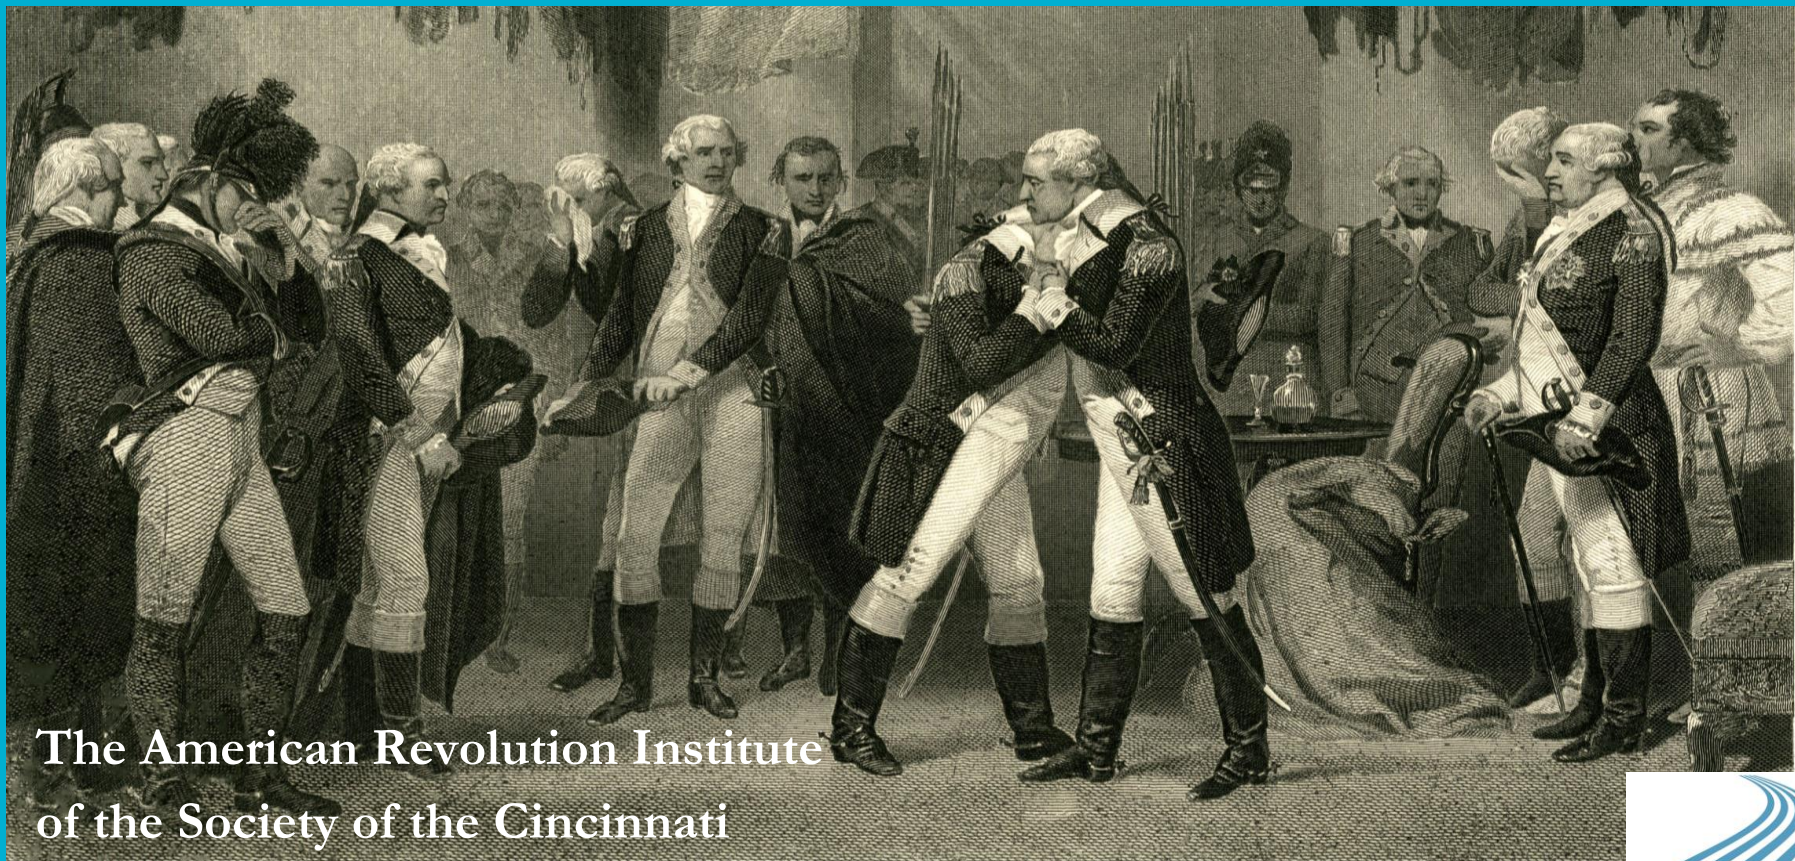 The American Revolution Institute
of the Society of the Cincinnati